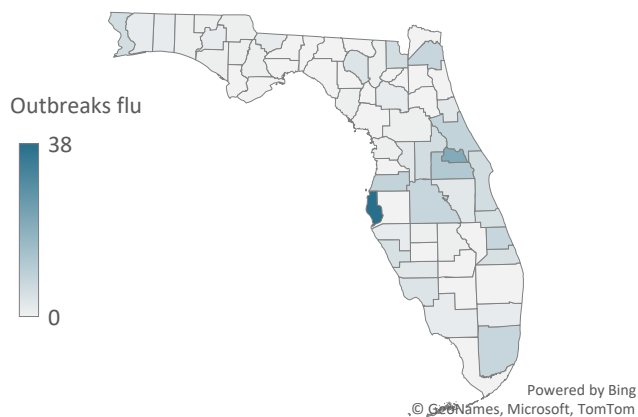 Outbreaks flu
38
0
Powered by Bing
© GeoNames, Microsoft, TomTom